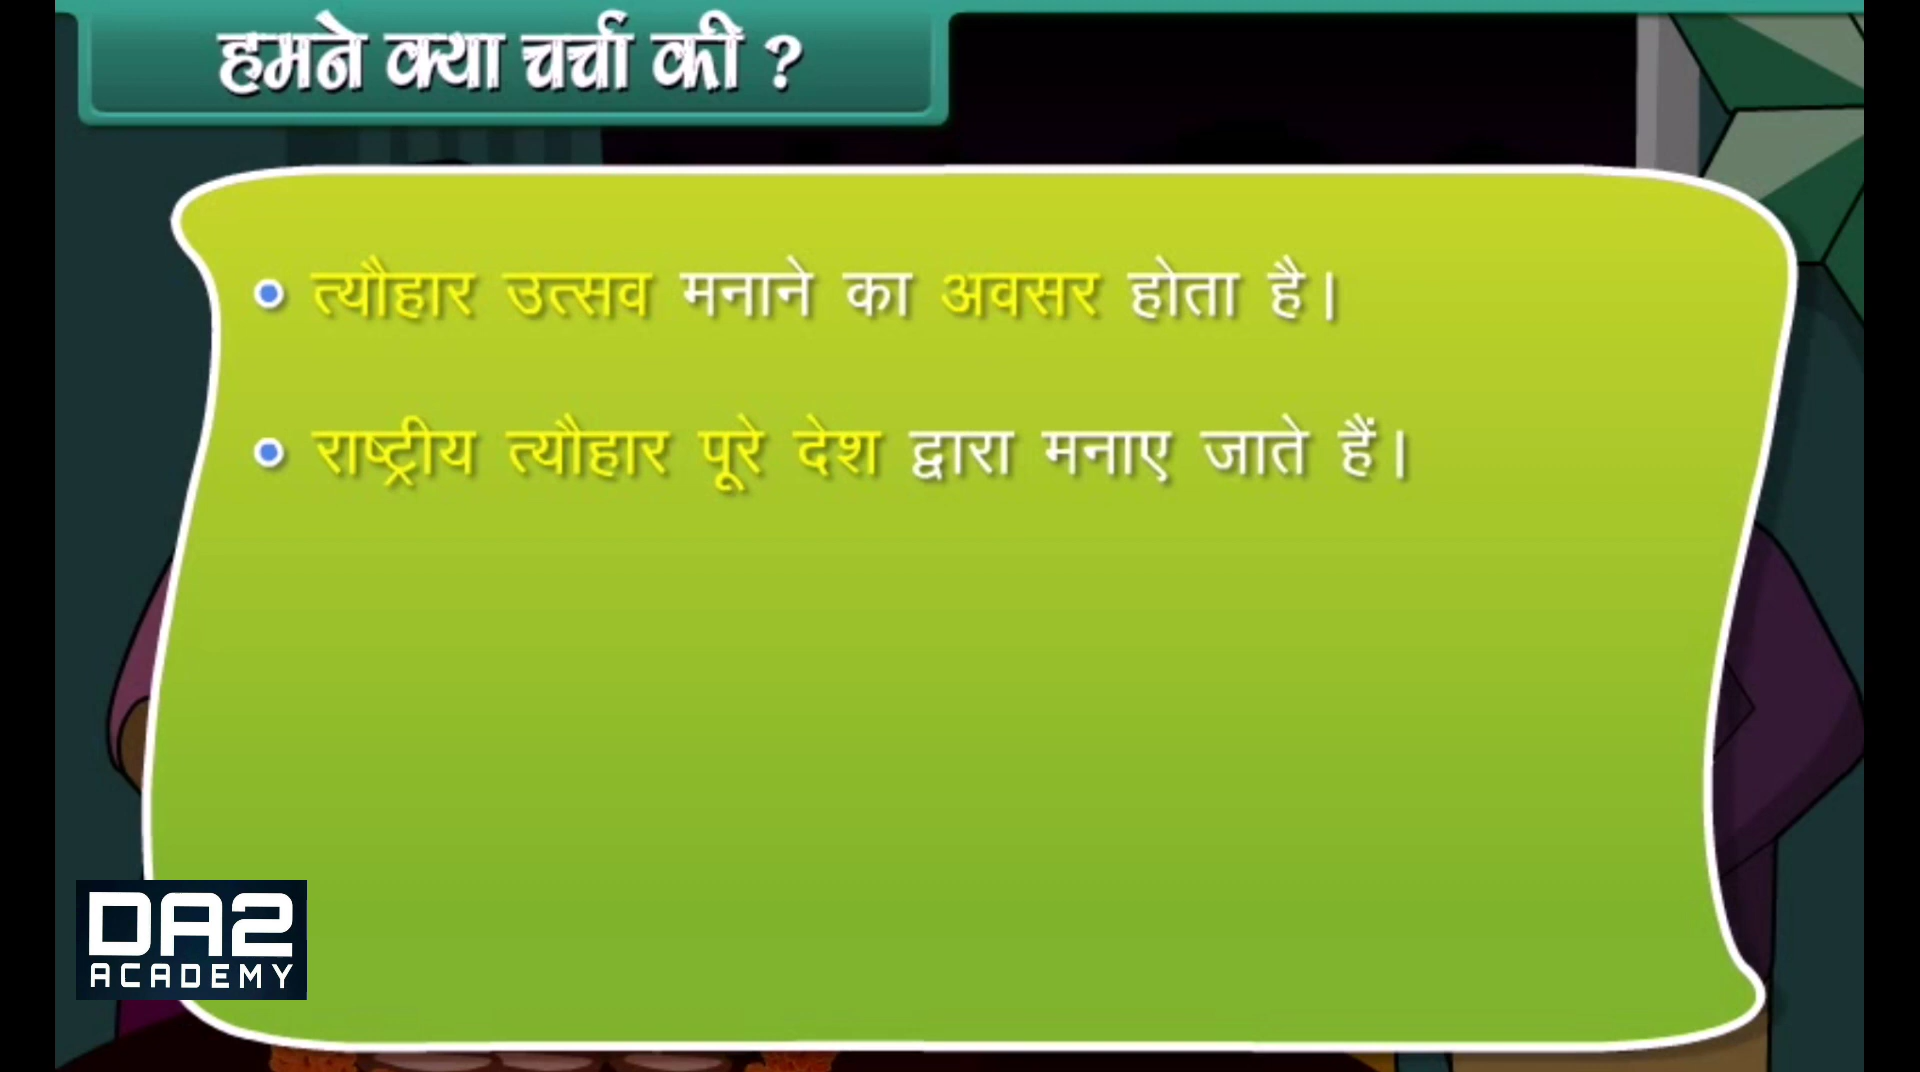 हमने क्या चर्चा की ?
• त्यौहार उत्सव मनाने का अवसर होता है।
• राष्ट्रीय त्यौहार पूरे देश द्वारा मनाए जाते हैं।
DA2
ACADEMY